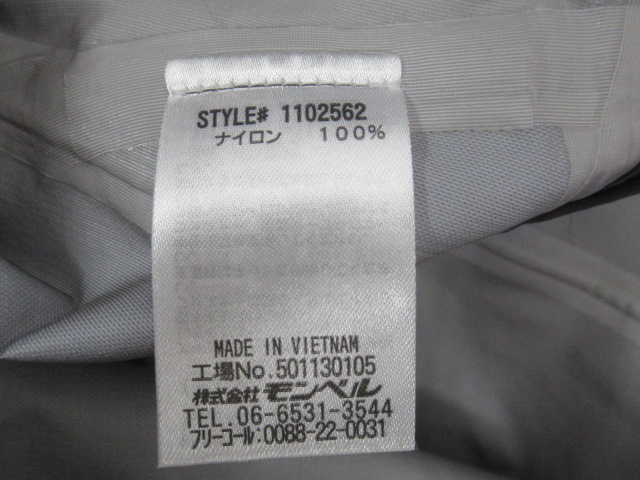 STYLE# 1102562
ナイロン 100%
MADE IN VIETNAM
工場No.501130105
株式会社モンベル
TEL.06-6531-3544
フリーコール:0088-22-0031